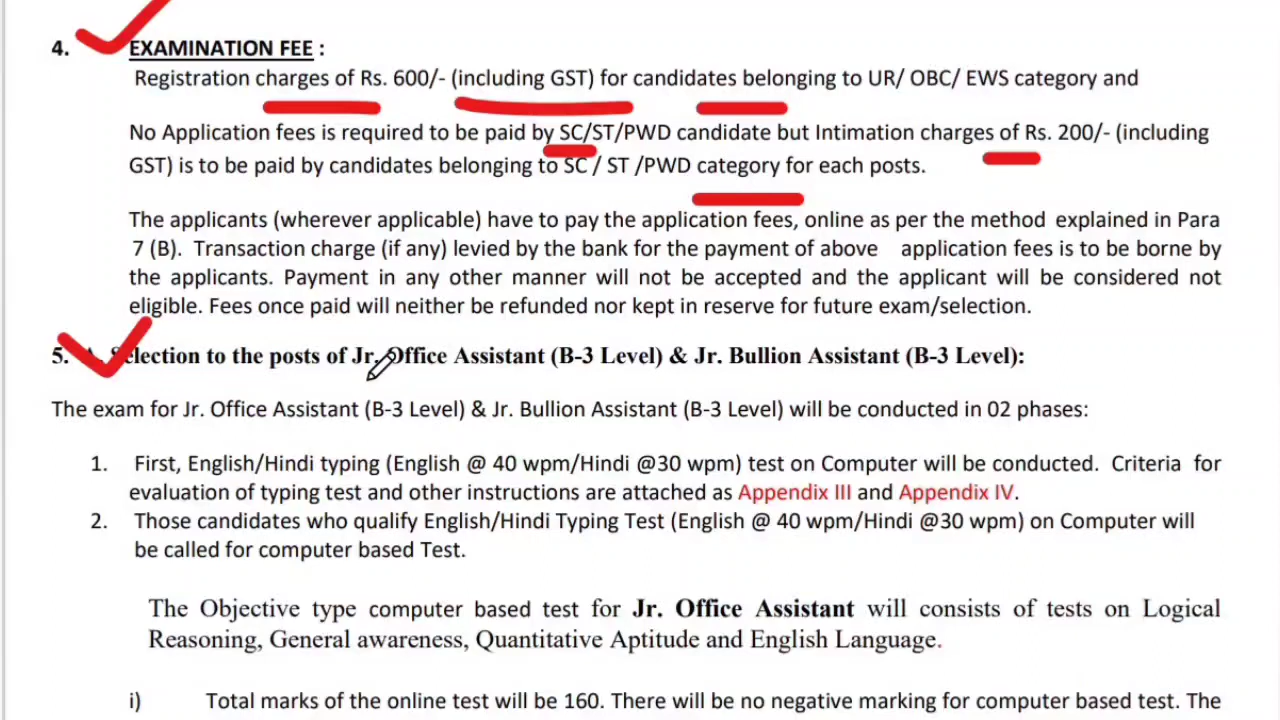 4. EXAMINATION FEE :
Registration charges of Rs. 600/- (including GST) for candidates belonging to UR/ OBC/ EWS category and
No Application fees is required to be paid by SC/ST/PWD candidate but Intimation charges of Rs. 200/- (including
GST) is to be paid by candidates belonging to SC / ST /PWD category for each posts.
The applicants (wherever applicable) have to pay the application fees, online as per the method explained in Para
7 (B). Transaction charge (if any) levied by the bank for the payment of above application fees is to be borne by
the applicants. Payment in any other manner will not be accepted and the applicant will be considered not
eligible. Fees once paid will neither be refunded nor kept in reserve for future exam/selection.
5. A. Selection to the posts of Jr. Office Assistant (B-3 Level) & Jr. Bullion Assistant (B-3 Level):
The exam for Jr. Office Assistant (B-3 Level) & Jr. Bullion Assistant (B-3 Level) will be conducted in 02 phases:
1. First, English/Hindi typing (English @ 40 wpm/Hindi @30 wpm) test on Computer will be conducted. Criteria for
evaluation of typing test and other instructions are attached as Appendix III and Appendix IV.
2. Those candidates who qualify English/Hindi Typing Test (English @ 40 wpm/Hindi @30 wpm) on Computer will
be called for computer based Test.
The Objective type computer based test for Jr. Office Assistant will consists of tests on Logical
Reasoning, General awareness, Quantitative Aptitude and English Language.
i) Total marks of the online test will be 160. There will be no negative marking for computer based test. The